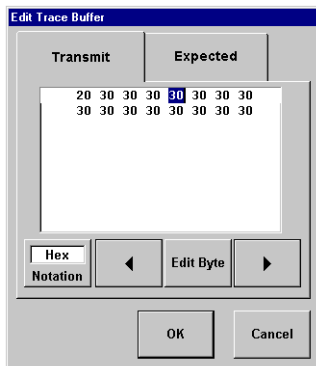 Edit Trace Buffer
Transmit Expected
20 30 30 30 30 30 30 30
30 30 30 30 30 30 30 30
Hex
Notation
Edit Byte
OK Cancel